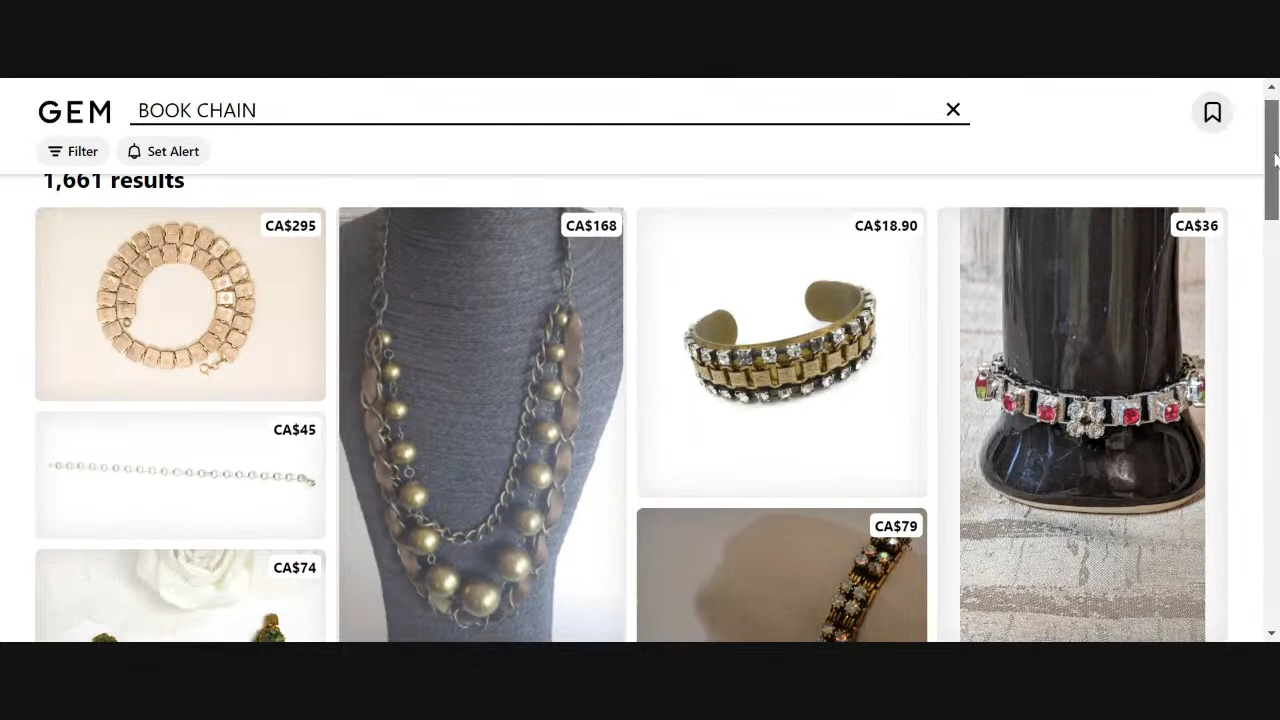 GEM BOOK CHAIN
Filter Set Alert
1,661 results
CA$295 CA$168 CA$18.90 CA$36
CA$45
CA$79
CA$74